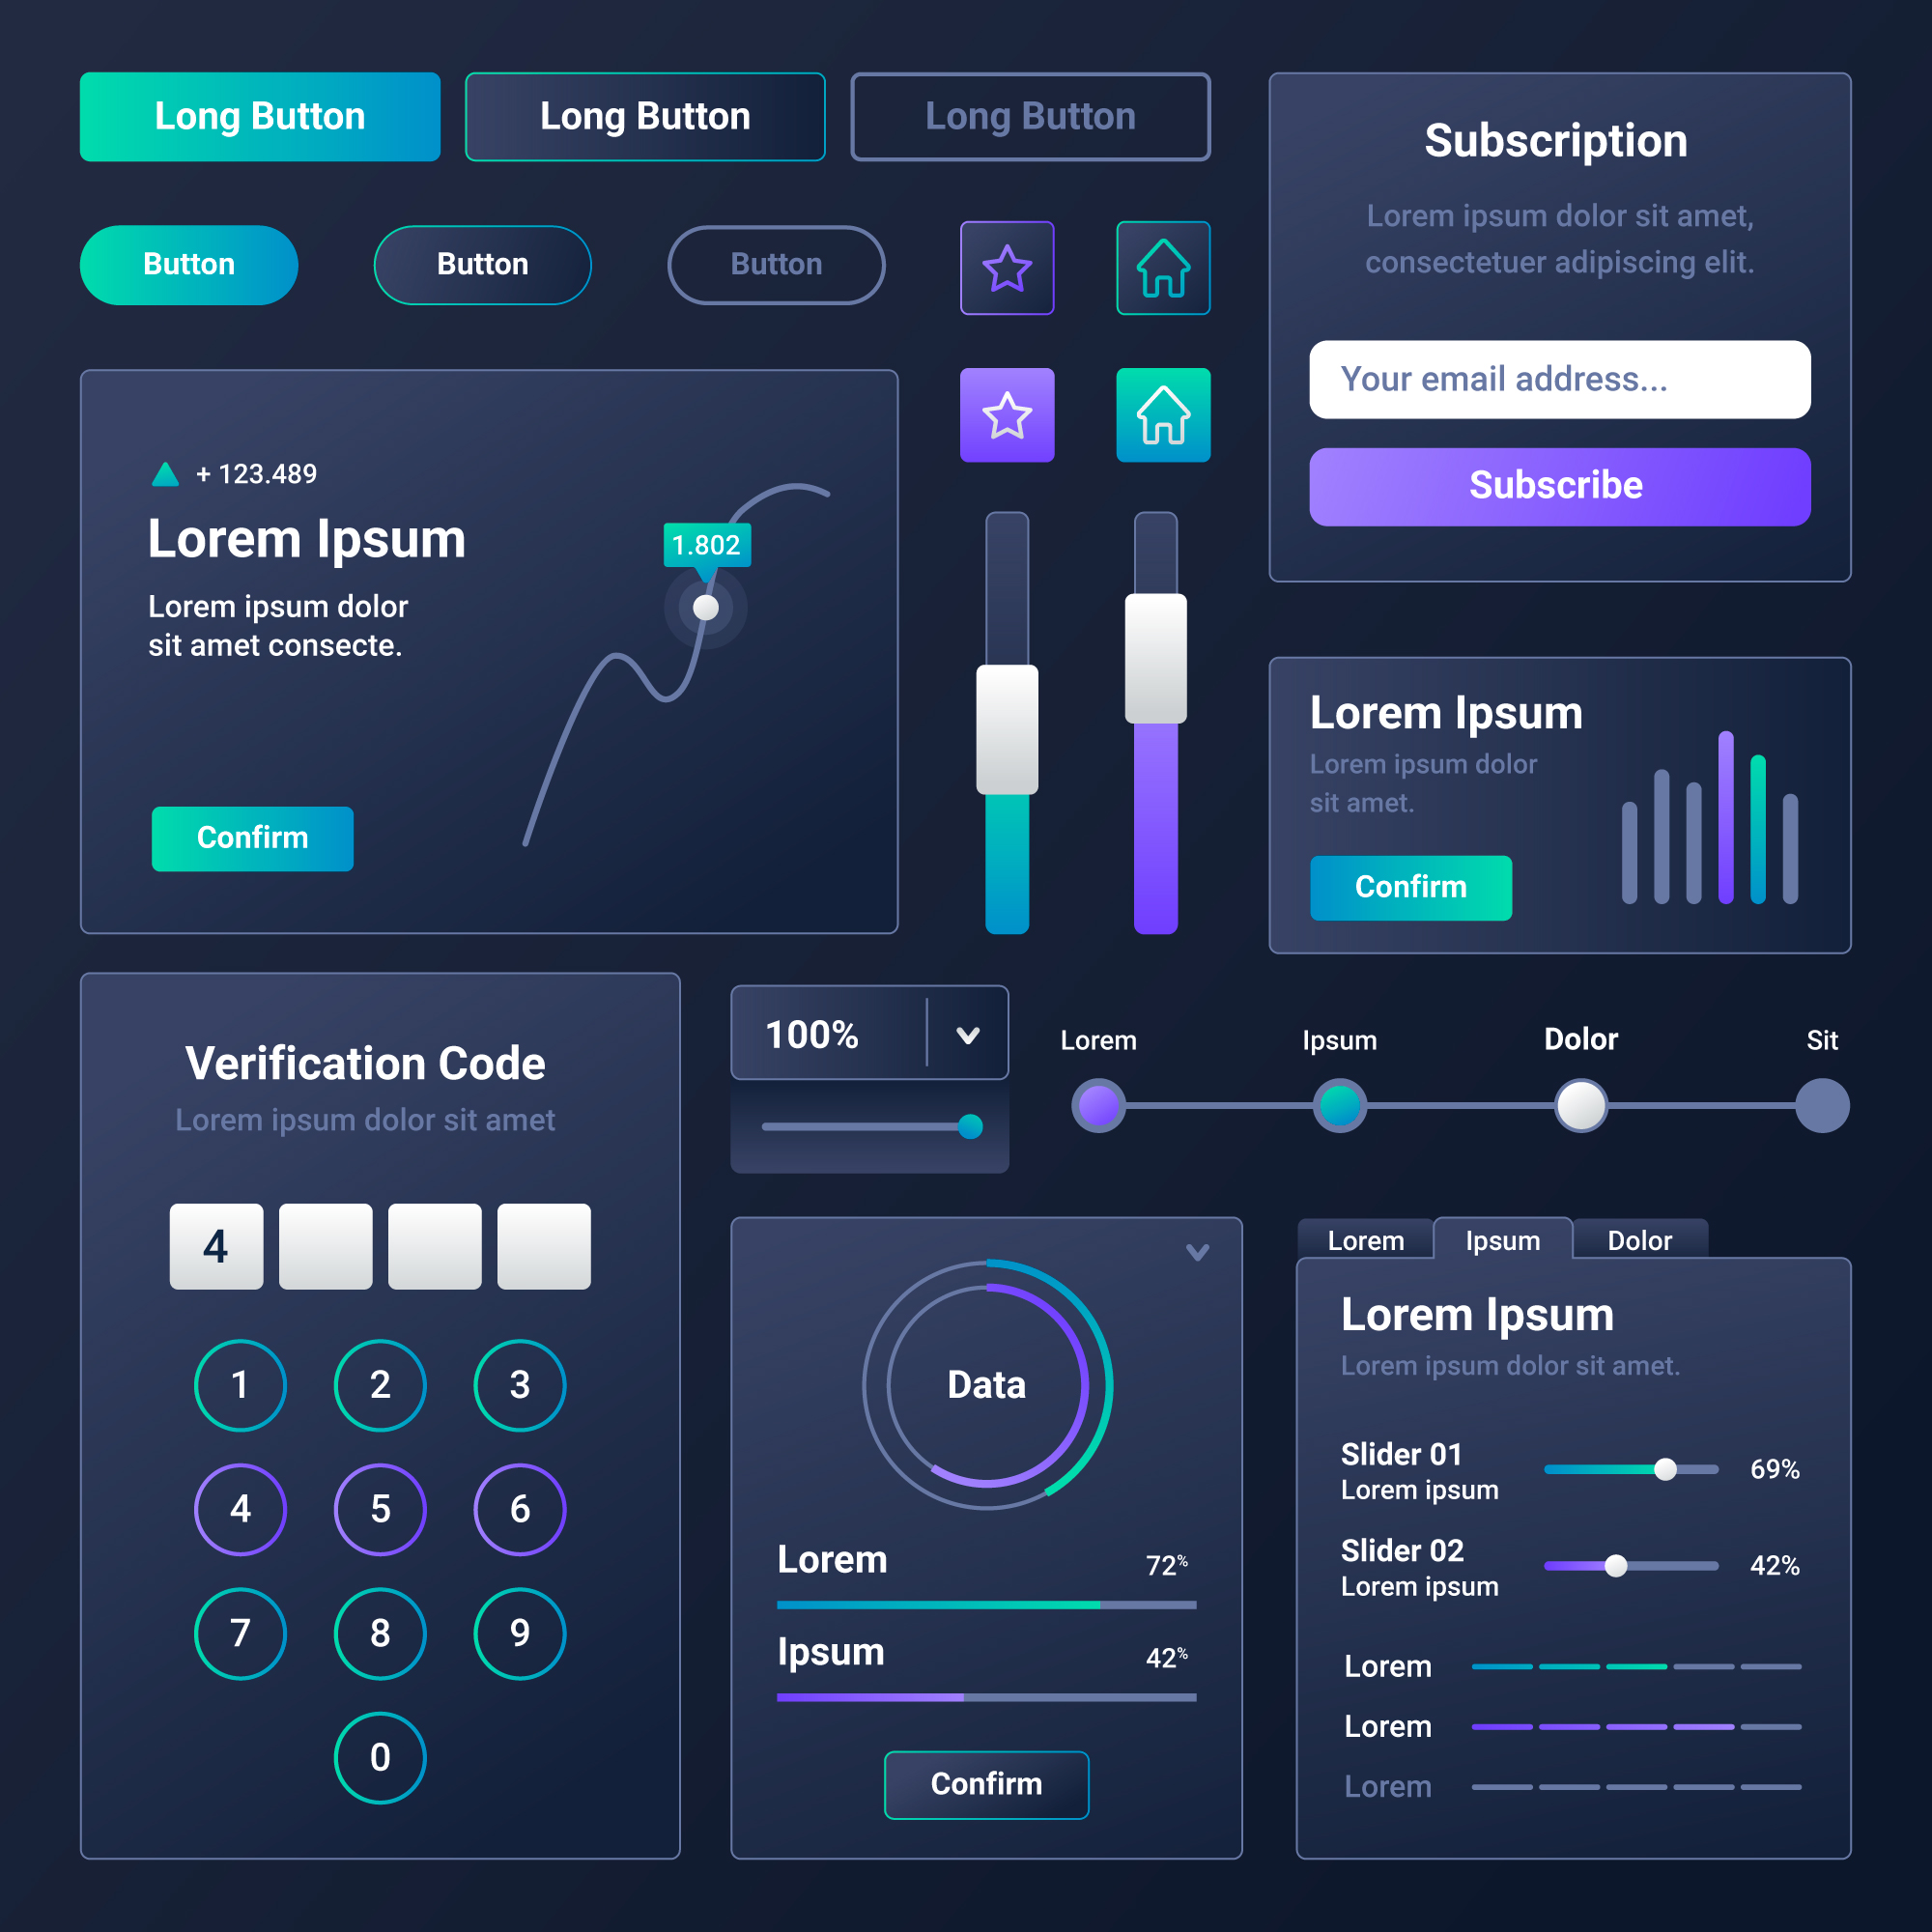 Long Button
Long Button
Long Button
Button
Button
Button
Subscription
Lorem ipsum dolor sit amet,
consectetuer adipiscing elit.
Your email address...
Subscribe
+ 123.489
Lorem Ipsum
Lorem ipsum dolor
sit amet consecte.
1.802
Confirm
Lorem Ipsum
Lorem ipsum dolor
sit amet.
Confirm
Verification Code
Lorem ipsum dolor sit amet
4
1
2
3
4
5
6
7
8
9
0
100%
Lorem
Ipsum
Dolor
Sit
Data
Lorem
72%
Ipsum
42%
Confirm
Lorem
Ipsum
Dolor
Lorem Ipsum
Lorem ipsum dolor sit amet.
Slider 01
Lorem ipsum
69%
Slider 02
Lorem ipsum
42%
Lorem
Lorem
Lorem